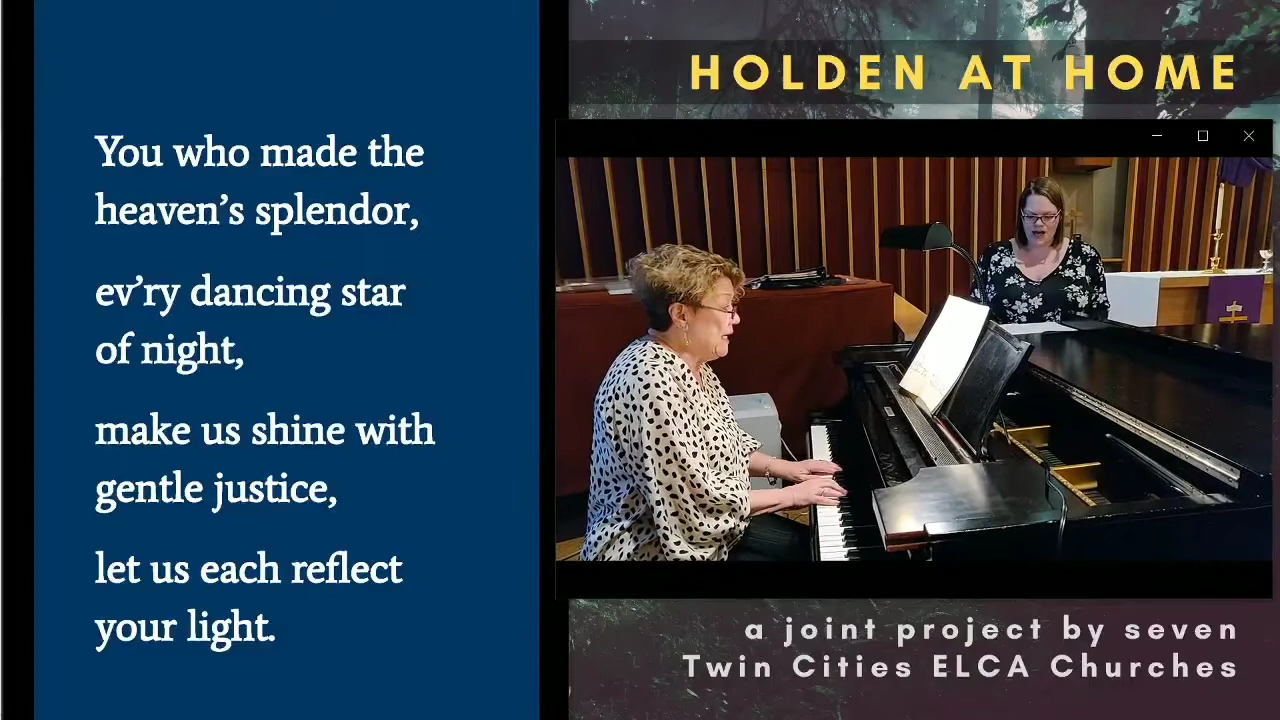 You who made the
heaven’s splendor,
ev’ry dancing star
of night,
make us shine with
gentle justice,
let us each reflect
your light.
HOLDEN AT HOME
a joint project by seven
Twin Cities ELCA Churches